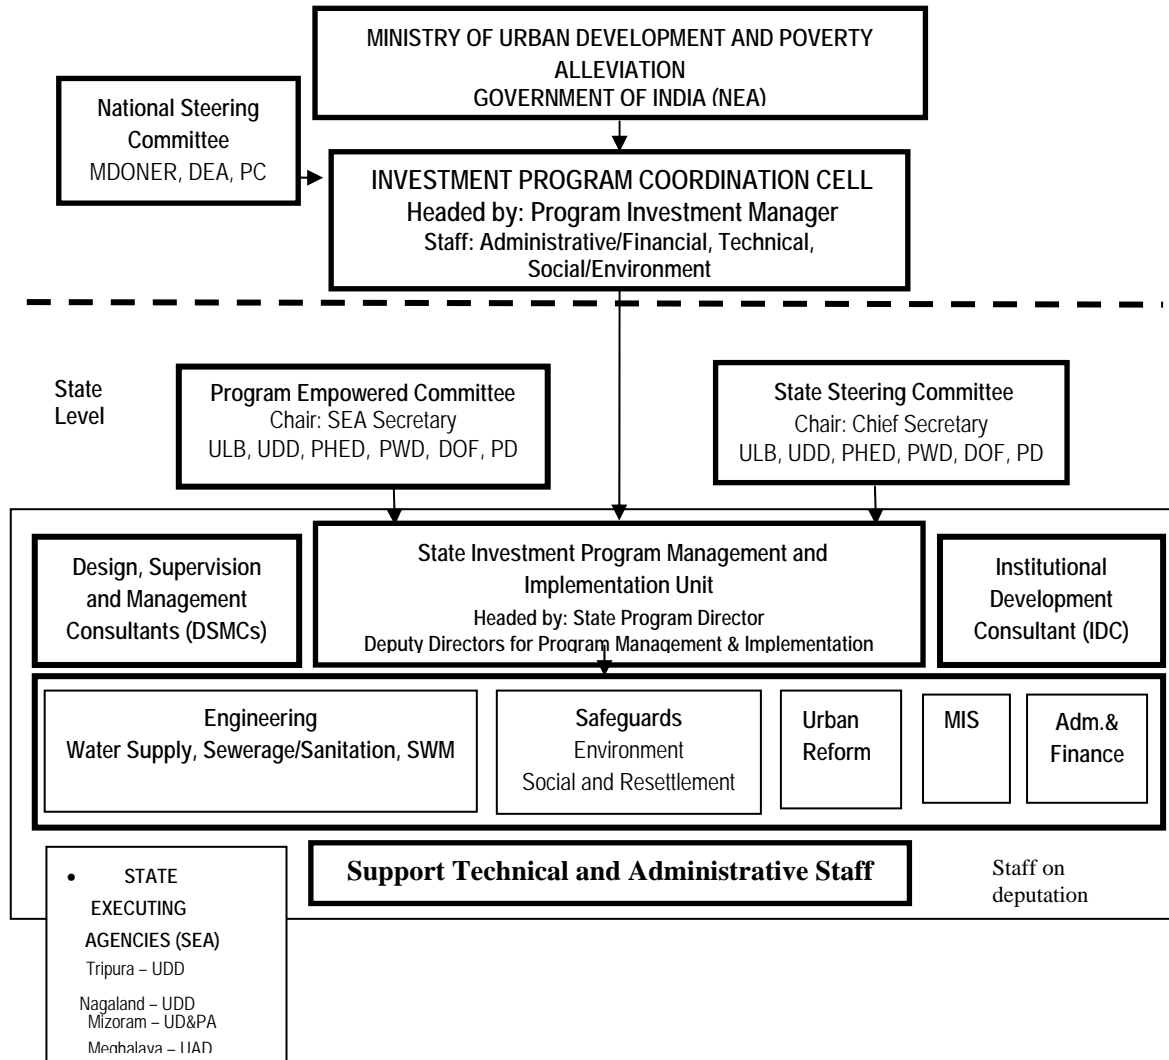 MINISTRY OF URBAN DEVELOPMENT AND POVERTY
ALLEVIATION
GOVERNMENT OF INDIA (NEA)
National Steering
Committee
MDONER, DEA, PC
INVESTMENT PROGRAM COORDINATION CELL
Headed by: Program Investment Manager
Staff: Administrative/Financial, Technical,
Social/Environment
State
Level
Program Empowered Committee
Chair: SEA Secretary
ULB, UDD, PHED, PWD, DOF, PD
State Steering Committee
Chair: Chief Secretary
ULB, UDD, PHED, PWD, DOF, PD
Design, Supervision
and Management
Consultants (DSMCs)
State Investment Program Management and
Implementation Unit
Headed by: State Program Director
Deputy Directors for Program Management & Implementation
Institutional
Development
Consultant (IDC)
Engineering
Water Supply, Sewerage/Sanitation, SWM
Safeguards
Environment
Social and Resettlement
Urban
Reform
MIS
Adm.&
Finance
Support Technical and Administrative Staff
Staff on
deputation
• STATE
EXECUTING
AGENCIES (SEA)
Tripura – UDD
Nagaland – UDD
Mizoram – UD&PA
Meghalaya – UAD